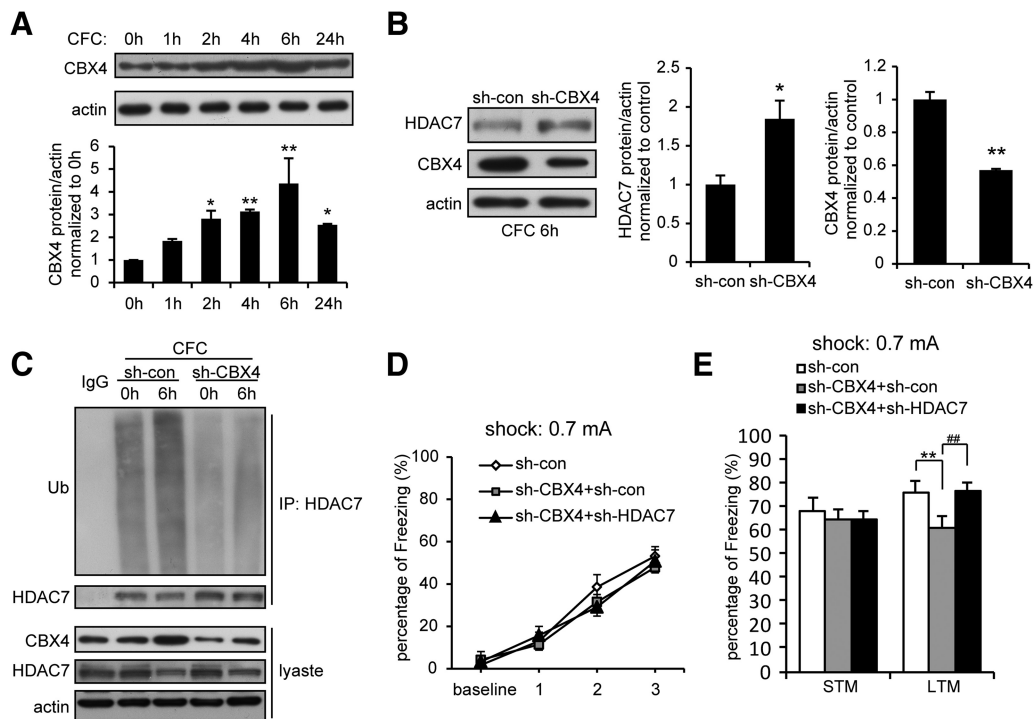 A
CFC: 0h 1h 2h 4h 6h 24h
CBX4
actin
CBX4 protein/actin
normalized to 0h
6
5
4
3
2
1
0
* ** ** *
0h 1h 2h 4h 6h 24h
B
sh-con sh-CBX4
HDAC7
CBX4
actin
CFC 6h
HDAC7 protein/actin
normalized to control
2.5
2
1.5
1
0.5
0
*
sh-con sh-CBX4
CBX4 protein/actin
normalized to control
1.2
1
0.8
0.6
0.4
0.2
0
**
sh-con sh-CBX4
C
CFC
IgG sh-con sh-CBX4
0h 6h 0h 6h
Ub
IP: HDAC7
HDAC7
CBX4
HDAC7
lyaste
actin
D
shock: 0.7 mA
sh-con
sh-CBX4+sh-con
sh-CBX4+sh-HDAC7
percentage of Freezing (%)
100
80
60
40
20
0
baseline 1 2 3
E
shock: 0.7 mA
sh-con
sh-CBX4+sh-con
sh-CBX4+sh-HDAC7
percentage of Freezing (%)
100
90
80
70
60
70
60
30
20
10
0
** ##
STM LTM